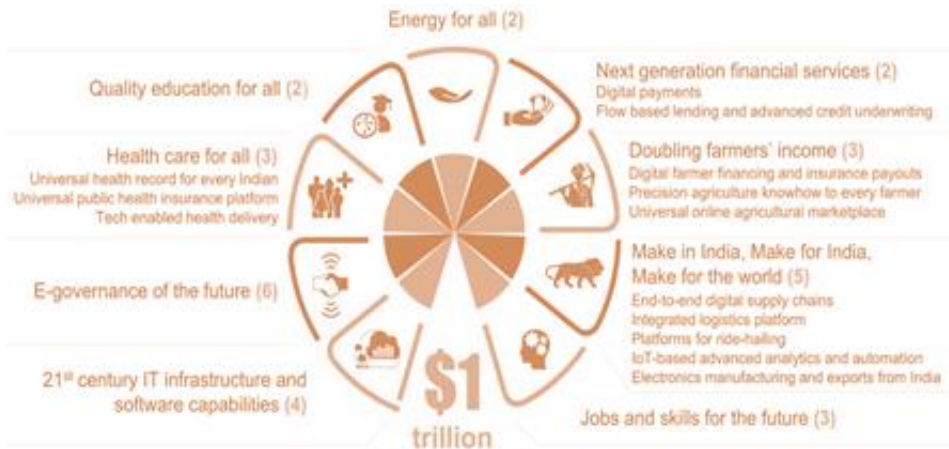 Energy for all (2)
Quality education for all (2)
Next generation financial services (2)
Digital payments
Flow based lending and advanced credit underwriting
Health care for all (3)
Universal health record for every Indian
Universal public health insurance platform
Tech enabled health delivery
Doubling farmers' income (3)
Digital farmer financing and insurance payouts
Precision agriculture knowhow to every farmer
Universal online agricultural marketplace
E-governance of the future (6)
Make in India, Make for India,
Make for the world (5)
End-to-end digital supply chains
Integrated logistics platform
Platforms for ride-hailing
IoT-based advanced analytics and automation
Electronics manufacturing and exports from India
21st century IT infrastructure and
software capabilities (4)
$1
trillion
Jobs and skills for the future (3)